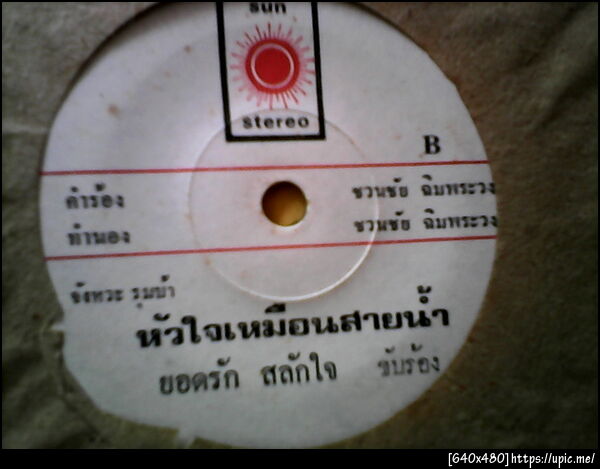 sun
stereo
B
คำร้อง ชวนชัย ฉิมพระวง
ทำนอง ชวนชัย ฉิมพระวง
จังหวะ รุมบ้า
หัวใจเหมือนสายน้ำ
ยอดรัก สลักใจ ขับร้อง
[640x480]https://upic.me/